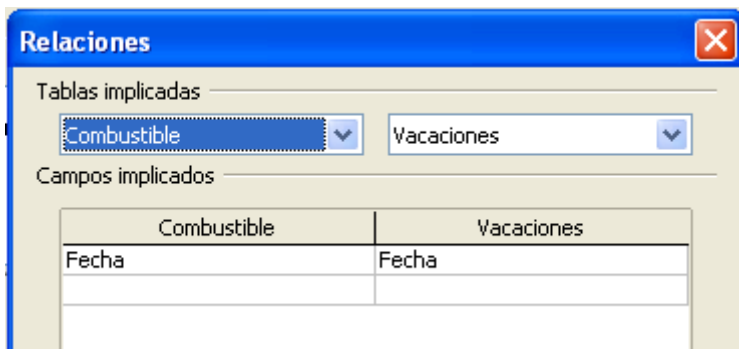 Relaciones
Tablas implicadas
Combustible Vacaciones
Campos implicados
Combustible Vacaciones
Fecha Fecha